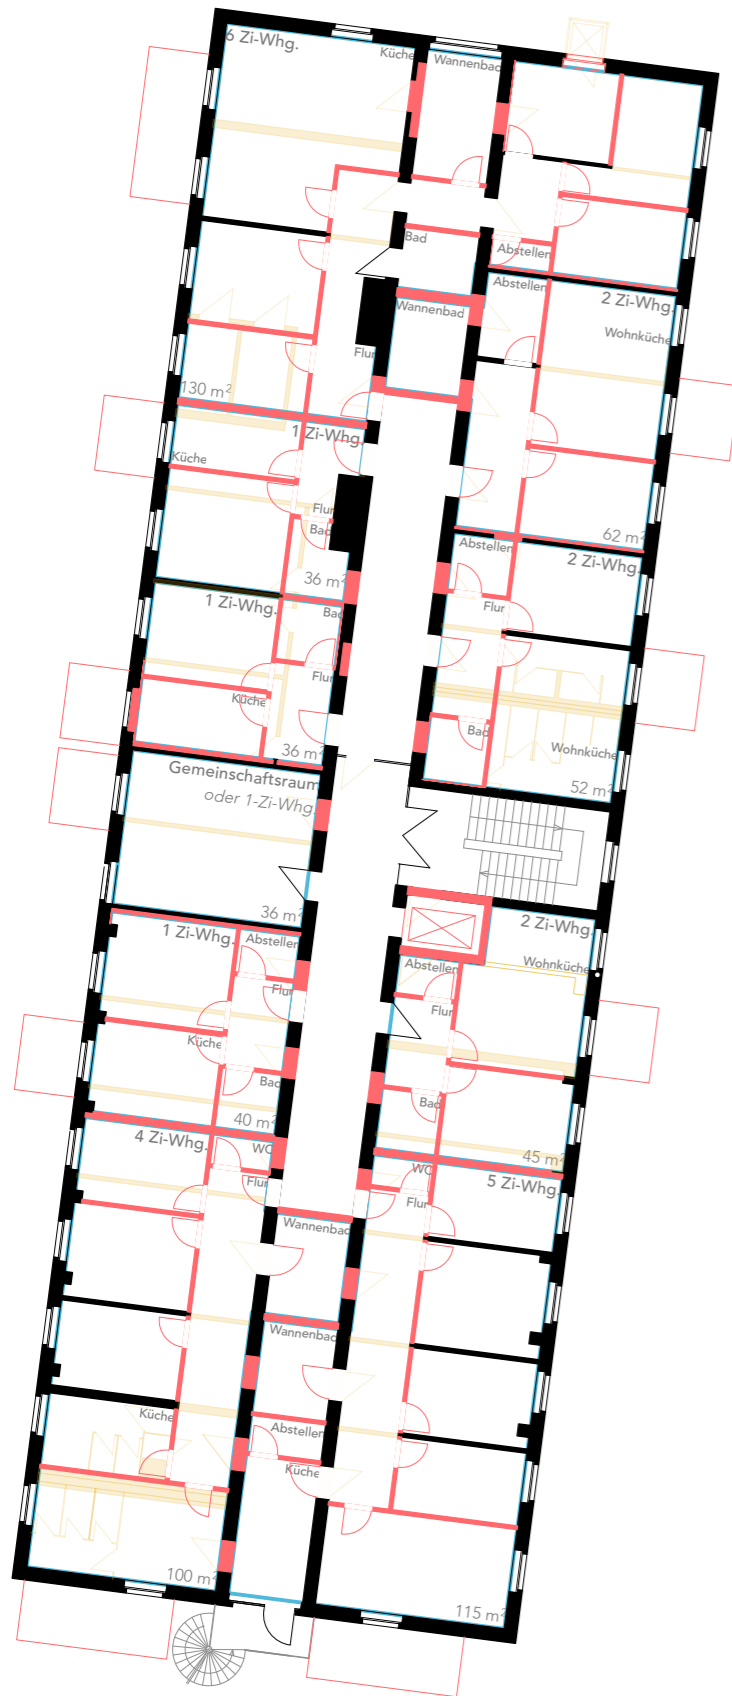 6 Zi-Whg.
Küche
Wannenbad
Bad
Abstellen
Abstellen
2 Zi-Whg.
Wannenbad
Wohnküche
Flur
130 m²
1 Zi-Whg.
Küche
Flur
Bad
62 m²
Abstellen
2 Zi-Whg.
36 m²
1 Zi-Whg.
Bad
Flur
Flur
Küche
Bad
Wohnküche
36 m²
52 m²
Gemeinschaftsraum
oder 1-Zi-Whg.
36 m²
2 Zi-Whg.
1 Zi-Whg.
Abstellen
Abstellen
Wohnküche
Flur
Flur
Küche
Bad
Bad
40 m²
4 Zi-Whg.
WC
45 m²
WC
5 Zi-Whg.
Flur
Flur
Wannenbad
Wannenbad
Küche
Abstellen
Küche
100 m²
115 m²